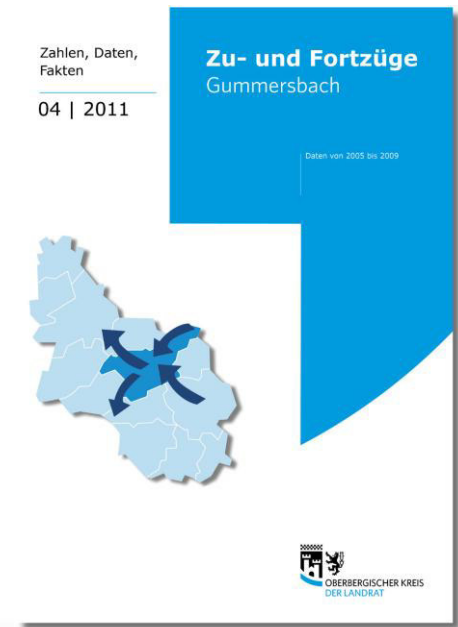 Zahlen, Daten,
Fakten
04 | 2011
Zu- und Fortzüge
Gummersbach
Daten von 2005 bis 2009
OBERBERGISCHER KREIS
DER LANDRAT